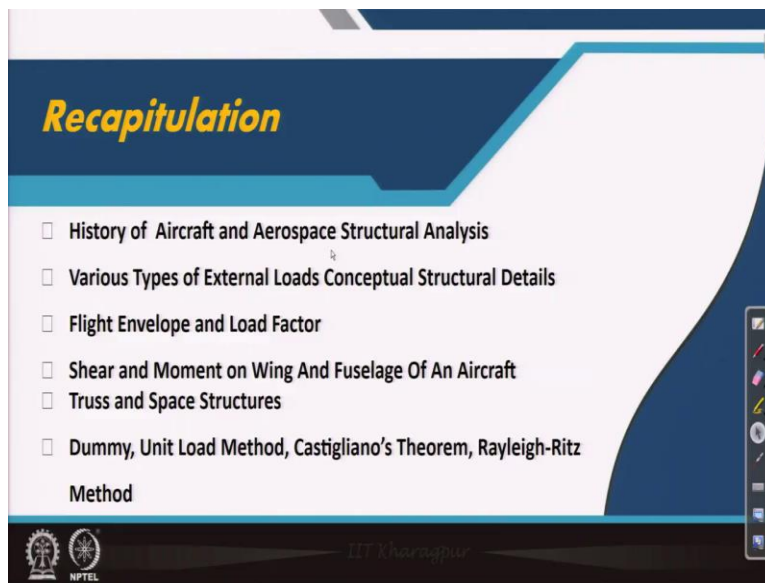 Recapitulation
History of Aircraft and Aerospace Structural Analysis
Various Types of External Loads Conceptual Structural Details
Flight Envelope and Load Factor
Shear and Moment on Wing And Fuselage Of An Aircraft
Truss and Space Structures
Dummy, Unit Load Method, Castigliano's Theorem, Rayleigh-Ritz
Method
IIT Kharagpur
NPTEL